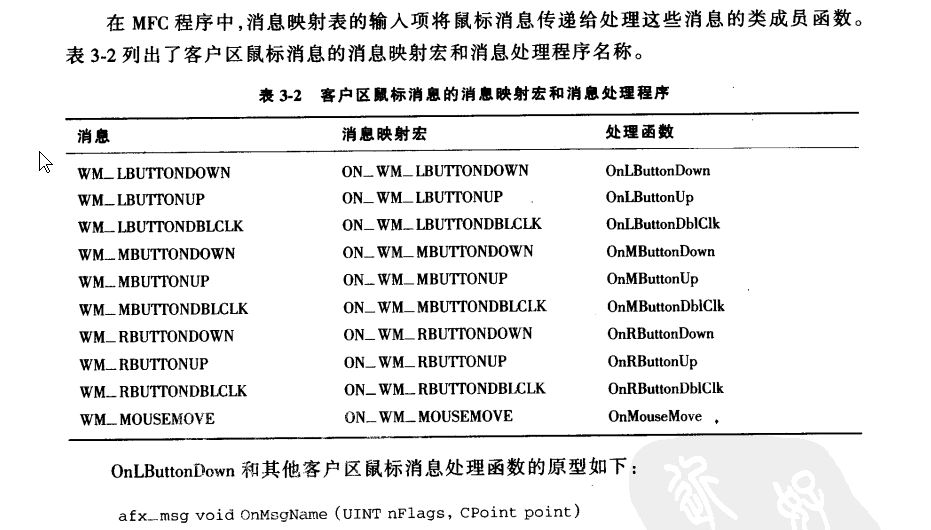 在 MFC 程序中,消息映射表的输入项将鼠标消息传递给处理这些消息的类成员函数。
表 3-2 列出了客户区鼠标消息的消息映射宏和消息处理程序名称。
表 3-2 客户区鼠标消息的消息映射宏和消息处理程序
消息 消息映射宏 处理函数
WM_LBUTTONDOWN ON_WM_LBUTTONDOWN OnLButtonDown
WM_LBUTTONUP ON_WM_LBUTTONUP OnLButtonUp
WM_LBUTTONDBLCLK ON_WM_LBUTTONDBLCLK OnLButtonDblClk
WM_MBUTTONDOWN ON_WM_MBUTTONDOWN OnMButtonDown
WM_MBUTTONUP ON_WM_MBUTTONUP OnMButtonUp
WM_MBUTTONDBLCLK ON_WM_MBUTTONDBLCLK OnMButtonDblClk
WM_RBUTTONDOWN ON_WM_RBUTTONDOWN OnRButtonDown
WM_RBUTTONUP ON_WM_RBUTTONUP OnRButtonUp
WM_RBUTTONDBLCLK ON_WM_RBUTTONDBLCLK OnRButtonDblClk
WM_MOUSEMOVE ON_WM_MOUSEMOVE OnMouseMove
OnLButtonDown 和其他客户区鼠标消息处理函数的原型如下:
afx_msg void OnMsgName (UINT nFlags, CPoint point)